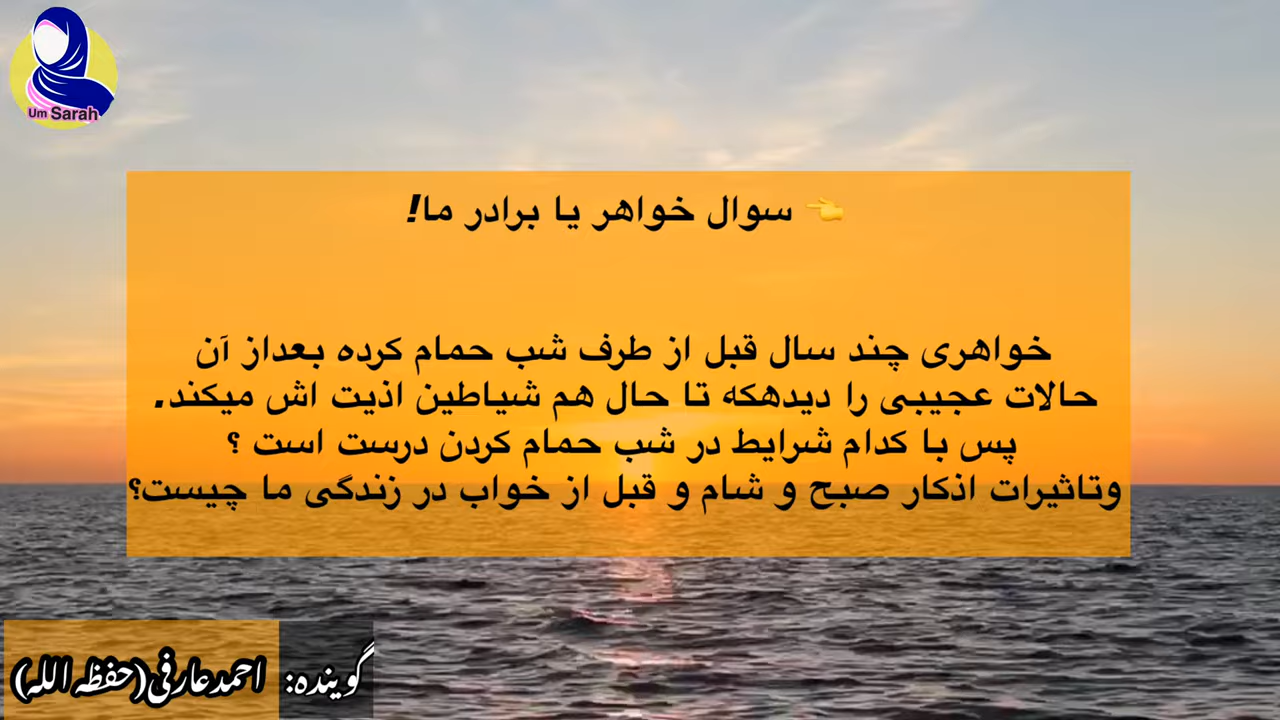 Um Sarah
👈 سوال خواهر یا برادر ما!
خواهری چند سال قبل از طرف شب حمام کرده بعداز آن
حالات عجیبی را دیدهکه تا حال هم شیاطین اذیت اش میکند.
پس با کدام شرایط در شب حمام کردن درست است ؟
وتاثیرات اذکار صبح و شام و قبل از خواب در زندگی ما چیست؟
گوینده: احمدعارفی(حفظه الله)